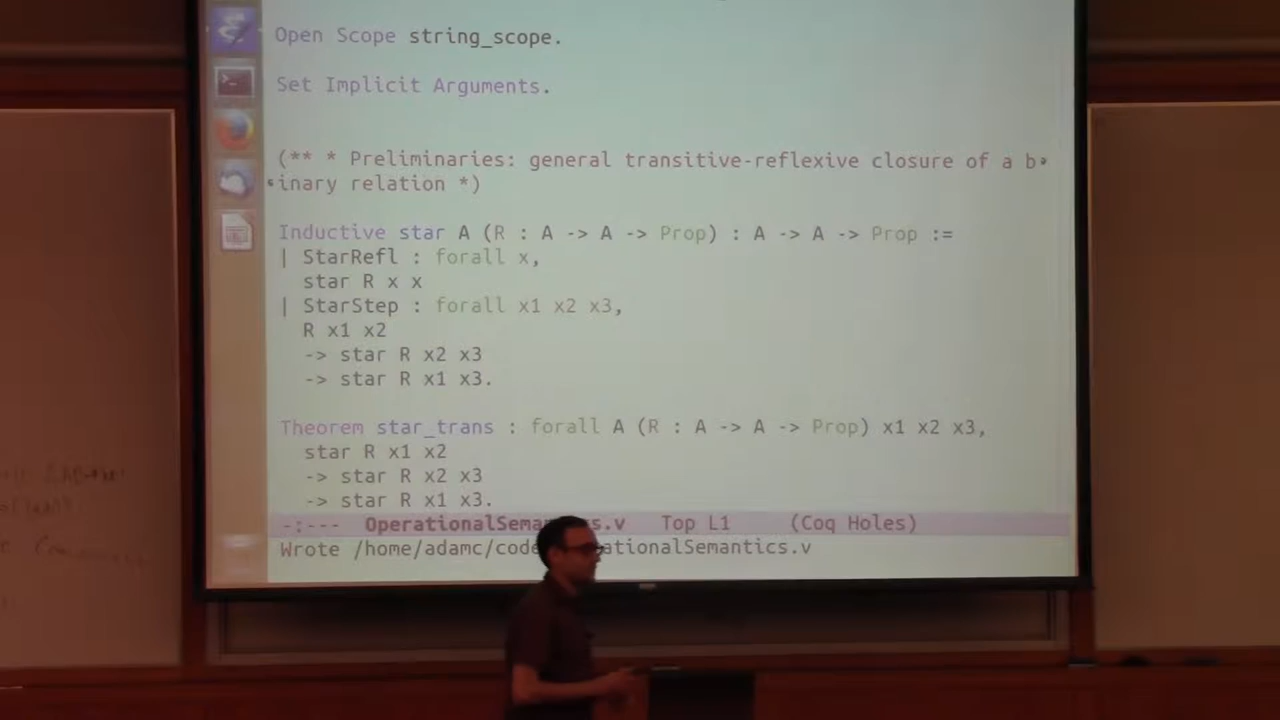 Open Scope string_scope.
Set Implicit Arguments.
(** * Preliminaries: general transitive-reflexive closure of a b
inary relation *)
Inductive star A (R : A -> A -> Prop) : A -> A -> Prop :=
| StarRefl : forall x,
star R x x
| StarStep : forall x1 x2 x3,
R x1 x2
-> star R x2 x3
-> star R x1 x3.
Theorem star_trans : forall A (R : A -> A -> Prop) x1 x2 x3,
star R x1 x2
-> star R x2 x3
-> star R x1 x3.
-:--- OperationalSema s.v Top L1 (Coq Holes)
Wrote /home/adamc/code ationalSemantics.v